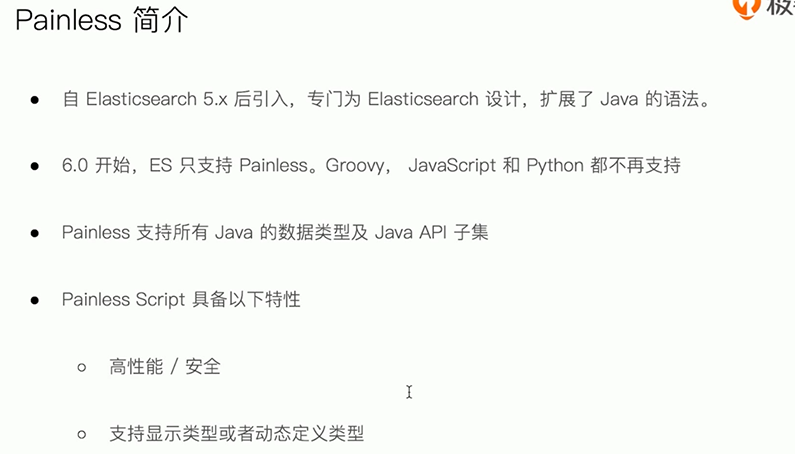 Painless 简介
自 Elasticsearch 5.x 后引入，专门为 Elasticsearch 设计，扩展了 Java 的语法。
6.0 开始，ES 只支持 Painless。Groovy， JavaScript 和 Python 都不再支持
Painless 支持所有 Java 的数据类型及 Java API 子集
Painless Script 具备以下特性
高性能 / 安全
支持显示类型或者动态定义类型